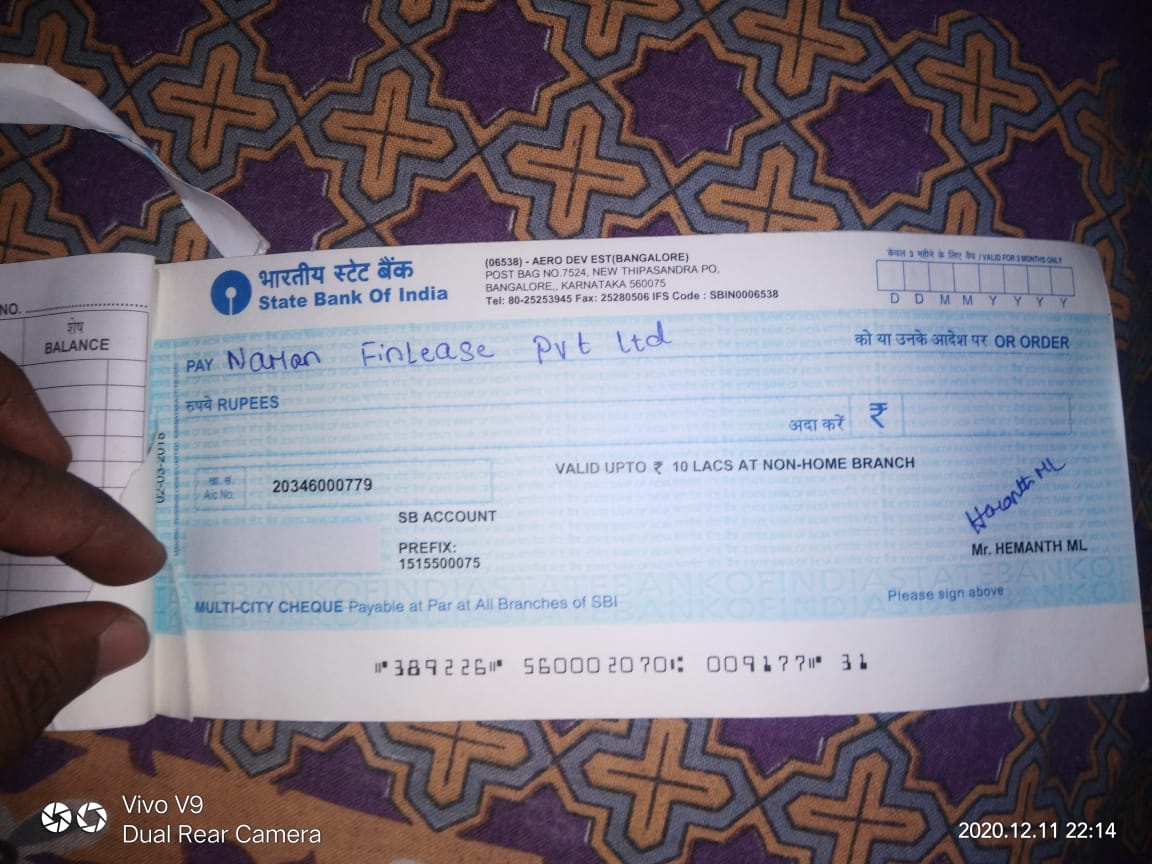 NO.
शेष
BALANCE
02-03-2016
भारतीय स्टेट बैंक
State Bank Of India
(06538) - AERO DEV EST(BANGALORE)
POST BAG NO.7524, NEW THIPASANDRA PO,
BANGALORE,, KARNATAKA 560075
Tel: 80-25253945 Fax: 25280506 IFS Code : SBIN0006538
केवल 3 महीने के लिए वैध / VALID FOR 3 MONTHS ONLY
D D M M Y Y Y Y
PAY Naman Finlease Pvt Ltd
को या उनके आदेश पर OR ORDER
रुपये RUPEES
अदा करें ₹
खा. सं.
A/c No.
20346000779
VALID UPTO ₹ 10 LACS AT NON-HOME BRANCH
SB ACCOUNT
PREFIX:
1515500075
Hemanth ML
Mr. HEMANTH ML
MULTI-CITY CHEQUE Payable at Par at All Branches of SBI
Please sign above
⑈389226⑈ 560002070⑆ 009177⑈ 31
Vivo V9
Dual Rear Camera
2020.12.11 22:14